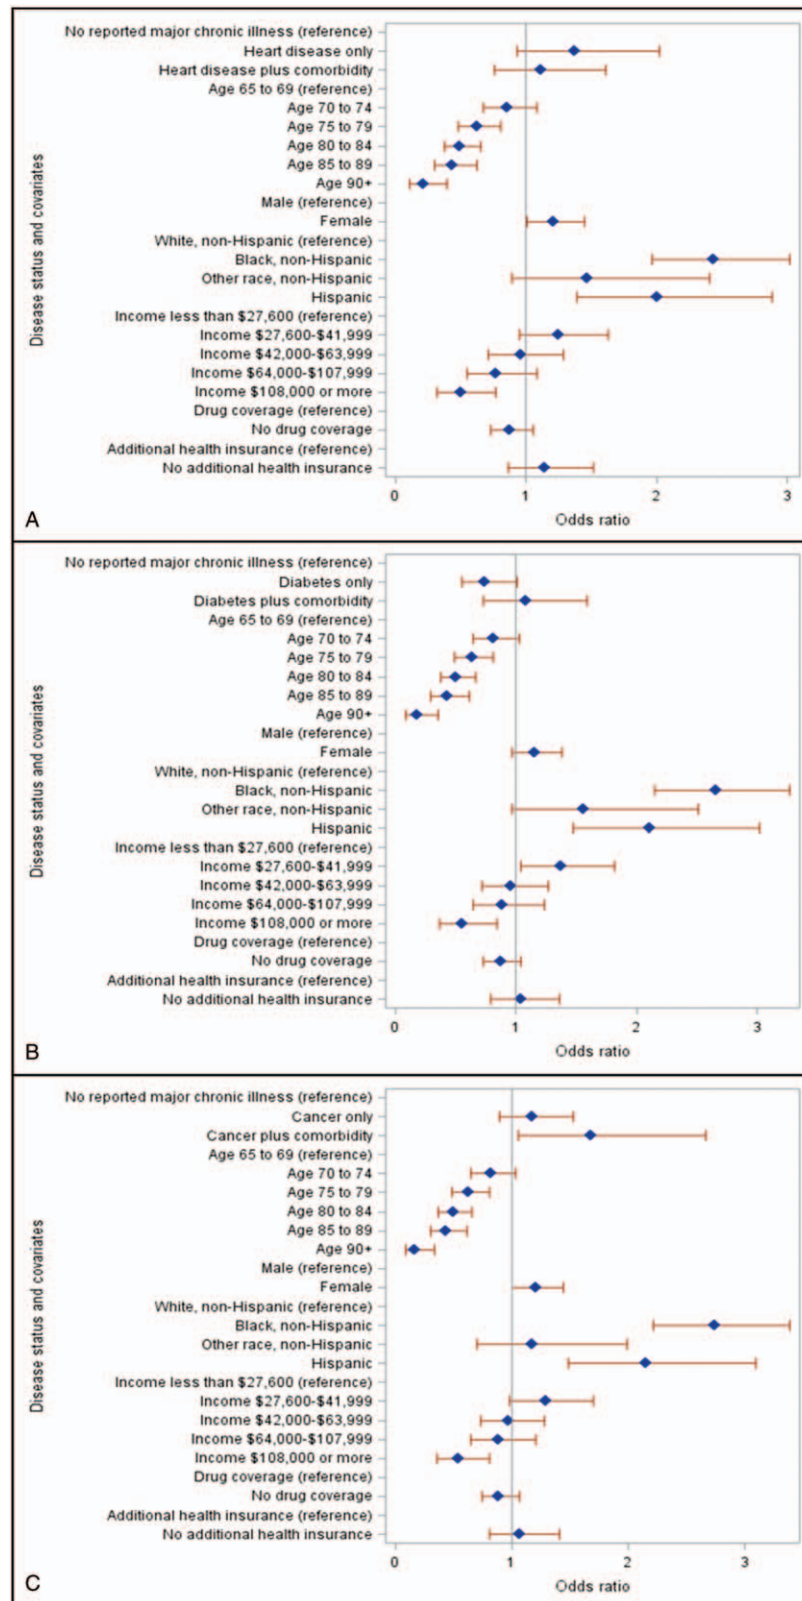 Disease status and covariates
No reported major chronic illness (reference)
Heart disease only
Heart disease plus comorbidity
Age 65 to 69 (reference)
Age 70 to 74
Age 75 to 79
Age 80 to 84
Age 85 to 89
Age 90+
Male (reference)
Female
White, non-Hispanic (reference)
Black, non-Hispanic
Other race, non-Hispanic
Hispanic
Income less than $27,600 (reference)
Income $27,600-$41,999
Income $42,000-$63,999
Income $64,000-$107,999
Income $108,000 or more
Drug coverage (reference)
No drug coverage
Additional health insurance (reference)
No additional health insurance
0 1 2 3
Odds ratio
A
Disease status and covariates
No reported major chronic illness (reference)
Diabetes only
Diabetes plus comorbidity
Age 65 to 69 (reference)
Age 70 to 74
Age 75 to 79
Age 80 to 84
Age 85 to 89
Age 90+
Male (reference)
Female
White, non-Hispanic (reference)
Black, non-Hispanic
Other race, non-Hispanic
Hispanic
Income less than $27,600 (reference)
Income $27,600-$41,999
Income $42,000-$63,999
Income $64,000-$107,999
Income $108,000 or more
Drug coverage (reference)
No drug coverage
Additional health insurance (reference)
No additional health insurance
0 1 2 3
Odds ratio
B
Disease status and covariates
No reported major chronic illness (reference)
Cancer only
Cancer plus comorbidity
Age 65 to 69 (reference)
Age 70 to 74
Age 75 to 79
Age 80 to 84
Age 85 to 89
Age 90+
Male (reference)
Female
White, non-Hispanic (reference)
Black, non-Hispanic
Other race, non-Hispanic
Hispanic
Income less than $27,600 (reference)
Income $27,600-$41,999
Income $42,000-$63,999
Income $64,000-$107,999
Income $108,000 or more
Drug coverage (reference)
No drug coverage
Additional health insurance (reference)
No additional health insurance
0 1 2 3
Odds ratio
C